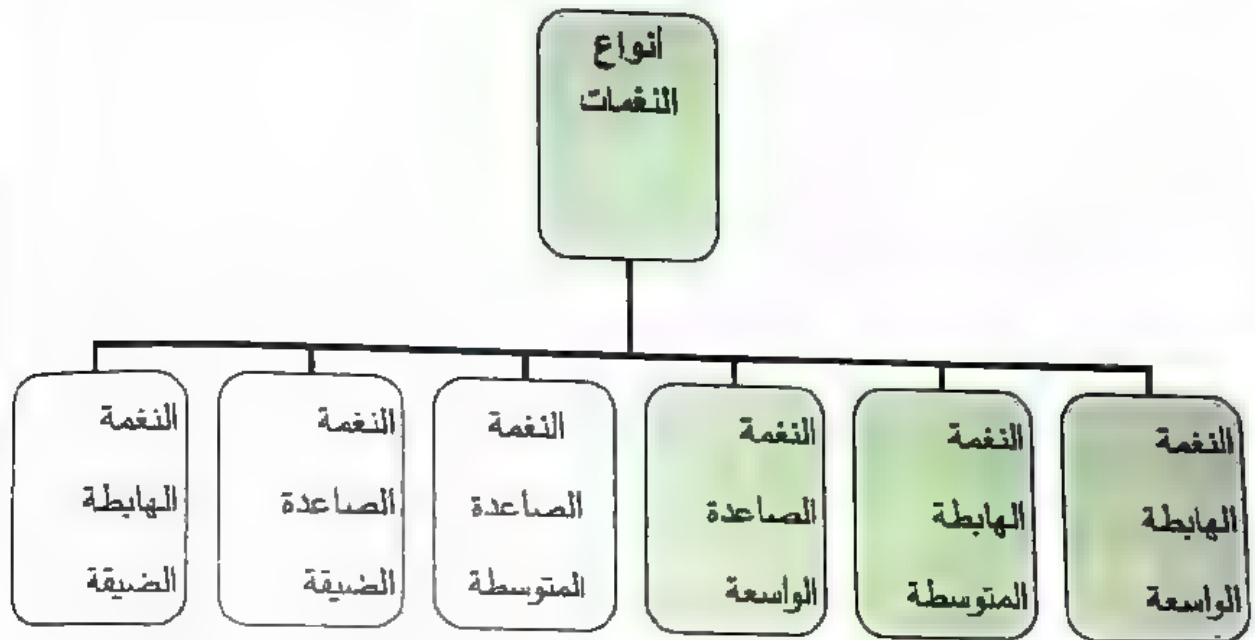 أنواع
النغمات
النغمة
الهابطة
الواسعة
النغمة
الهابطة
المتوسطة
النغمة
الصاعدة
الواسعة
النغمة
الصاعدة
المتوسطة
النغمة
الصاعدة
الضيقة
النغمة
الهابطة
الضيقة